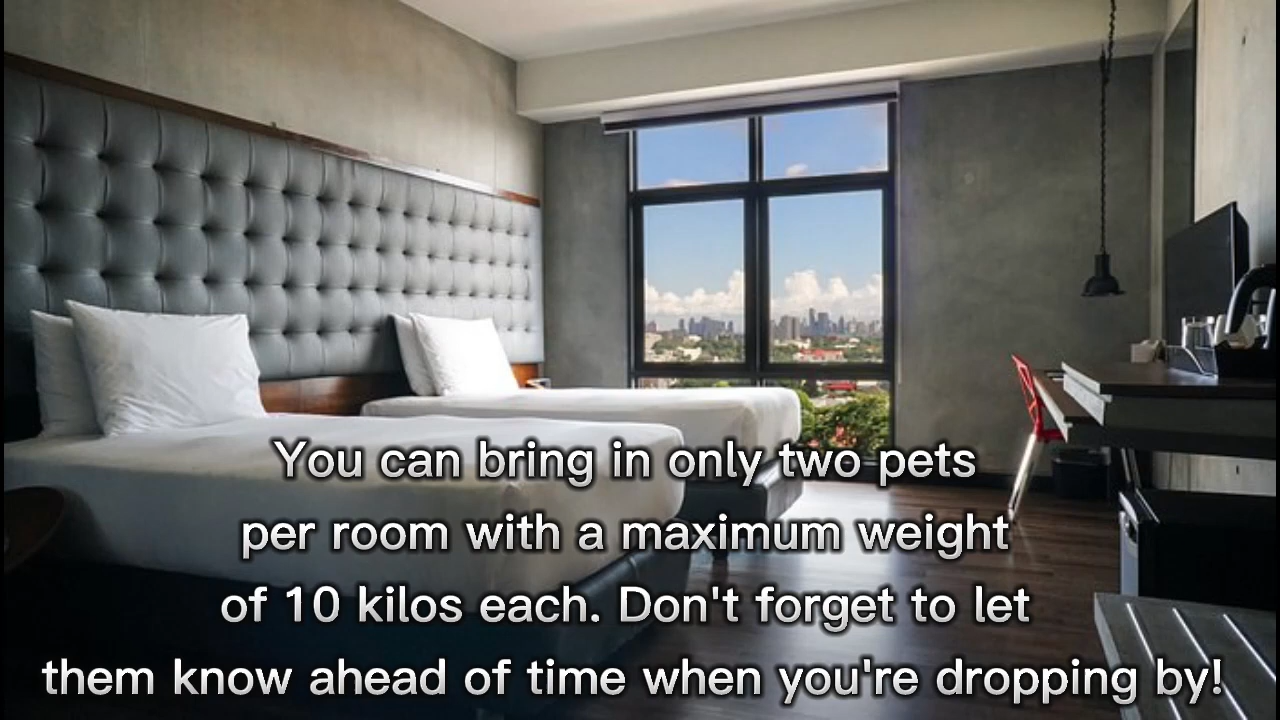 You can bring in only two pets
per room with a maximum weight
of 10 kilos each. Don't forget to let
them know ahead of time when you're dropping by!